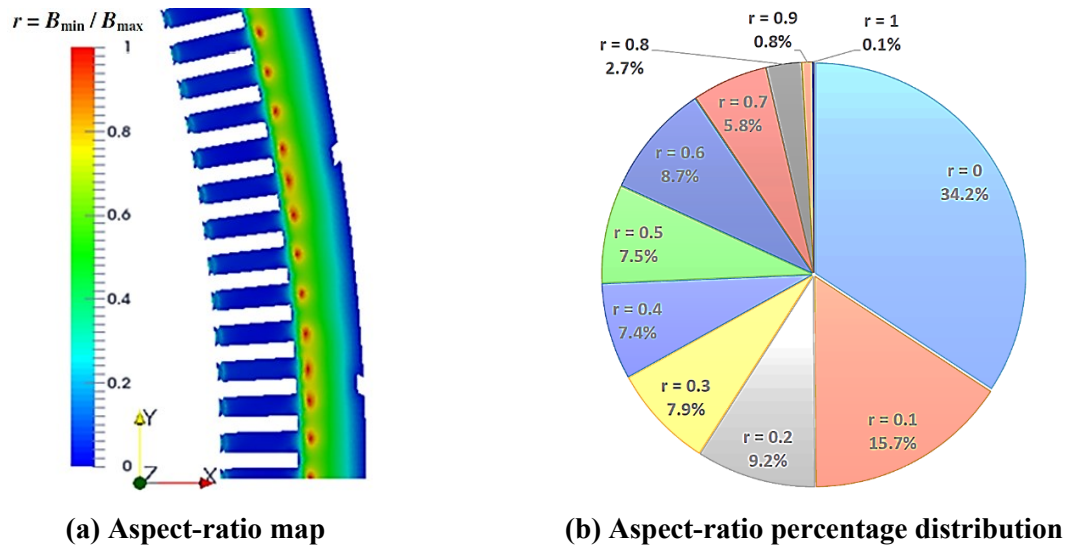 r = Bmin / Bmax
1
0.8
0.6
0.4
0.2
0
Y
Z
X
(a) Aspect-ratio map
r = 0
34.2%
r = 0.1
15.7%
r = 0.2
9.2%
r = 0.3
7.9%
r = 0.4
7.4%
r = 0.5
7.5%
r = 0.6
8.7%
r = 0.7
5.8%
r = 0.8
2.7%
r = 0.9
0.8%
r = 1
0.1%
(b) Aspect-ratio percentage distribution